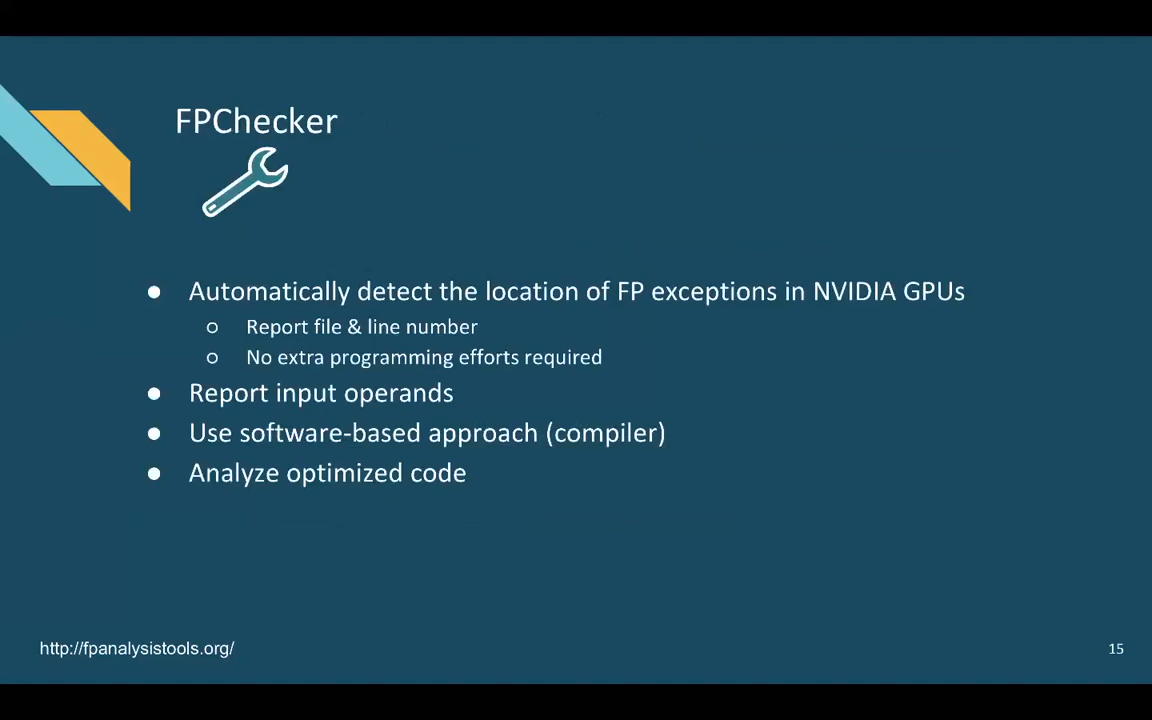 FPChecker
● Automatically detect the location of FP exceptions in NVIDIA GPUs
○ Report file & line number
○ No extra programming efforts required
● Report input operands
● Use software-based approach (compiler)
● Analyze optimized code
http://fpanalysistools.org/
15